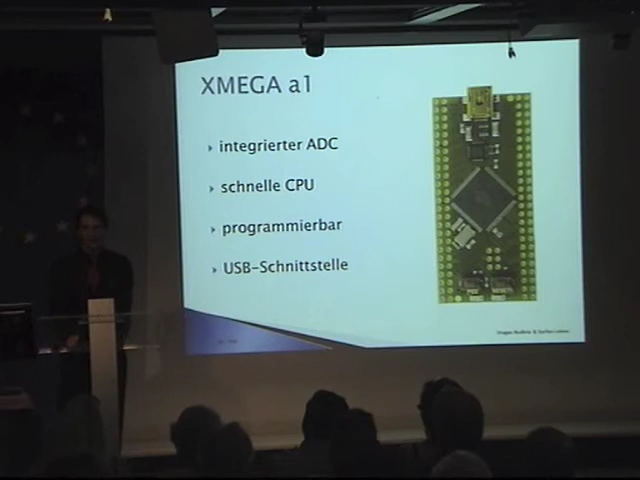 XMEGA a1
integrierter ADC
schnelle CPU
programmierbar
USB-Schnittstelle